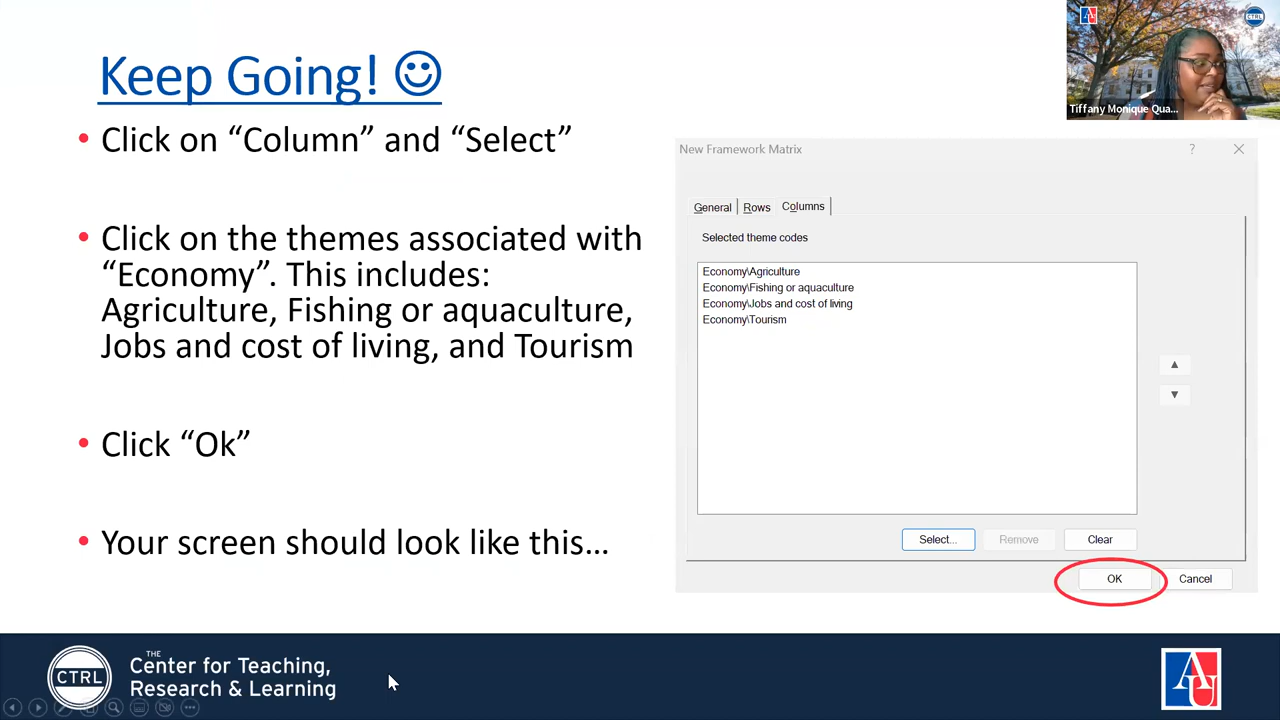 Keep Going! ☺
• Click on “Column” and “Select”
• Click on the themes associated with
“Economy”. This includes:
Agriculture, Fishing or aquaculture,
Jobs and cost of living, and Tourism
• Click “Ok”
• Your screen should look like this…
CTRL
Tiffany Monique Qua...
New Framework Matrix
?
General
Rows
Columns
Selected theme codes
Economy\Agriculture
Economy\Fishing or aquaculture
Economy\Jobs and cost of living
Economy\Tourism
Select...
Remove
Clear
OK
Cancel
CTRL
THE
Center for Teaching,
Research & Learning
AU